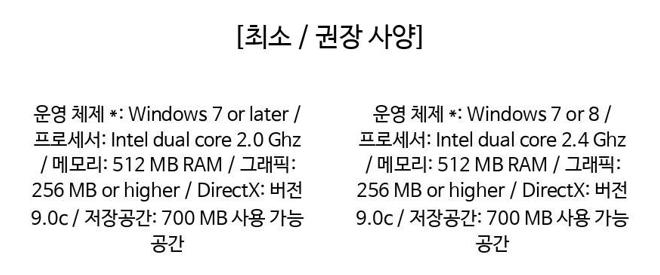 [최소 / 권장 사양]
운영 체제 *: Windows 7 or later /
프로세서: Intel dual core 2.0 Ghz
/ 메모리: 512 MB RAM / 그래픽:
256 MB or higher / DirectX: 버전
9.0c / 저장공간: 700 MB 사용 가능
공간
운영 체제 *: Windows 7 or 8 /
프로세서: Intel dual core 2.4 Ghz
/ 메모리: 512 MB RAM / 그래픽:
256 MB or higher / DirectX: 버전
9.0c / 저장공간: 700 MB 사용 가능
공간